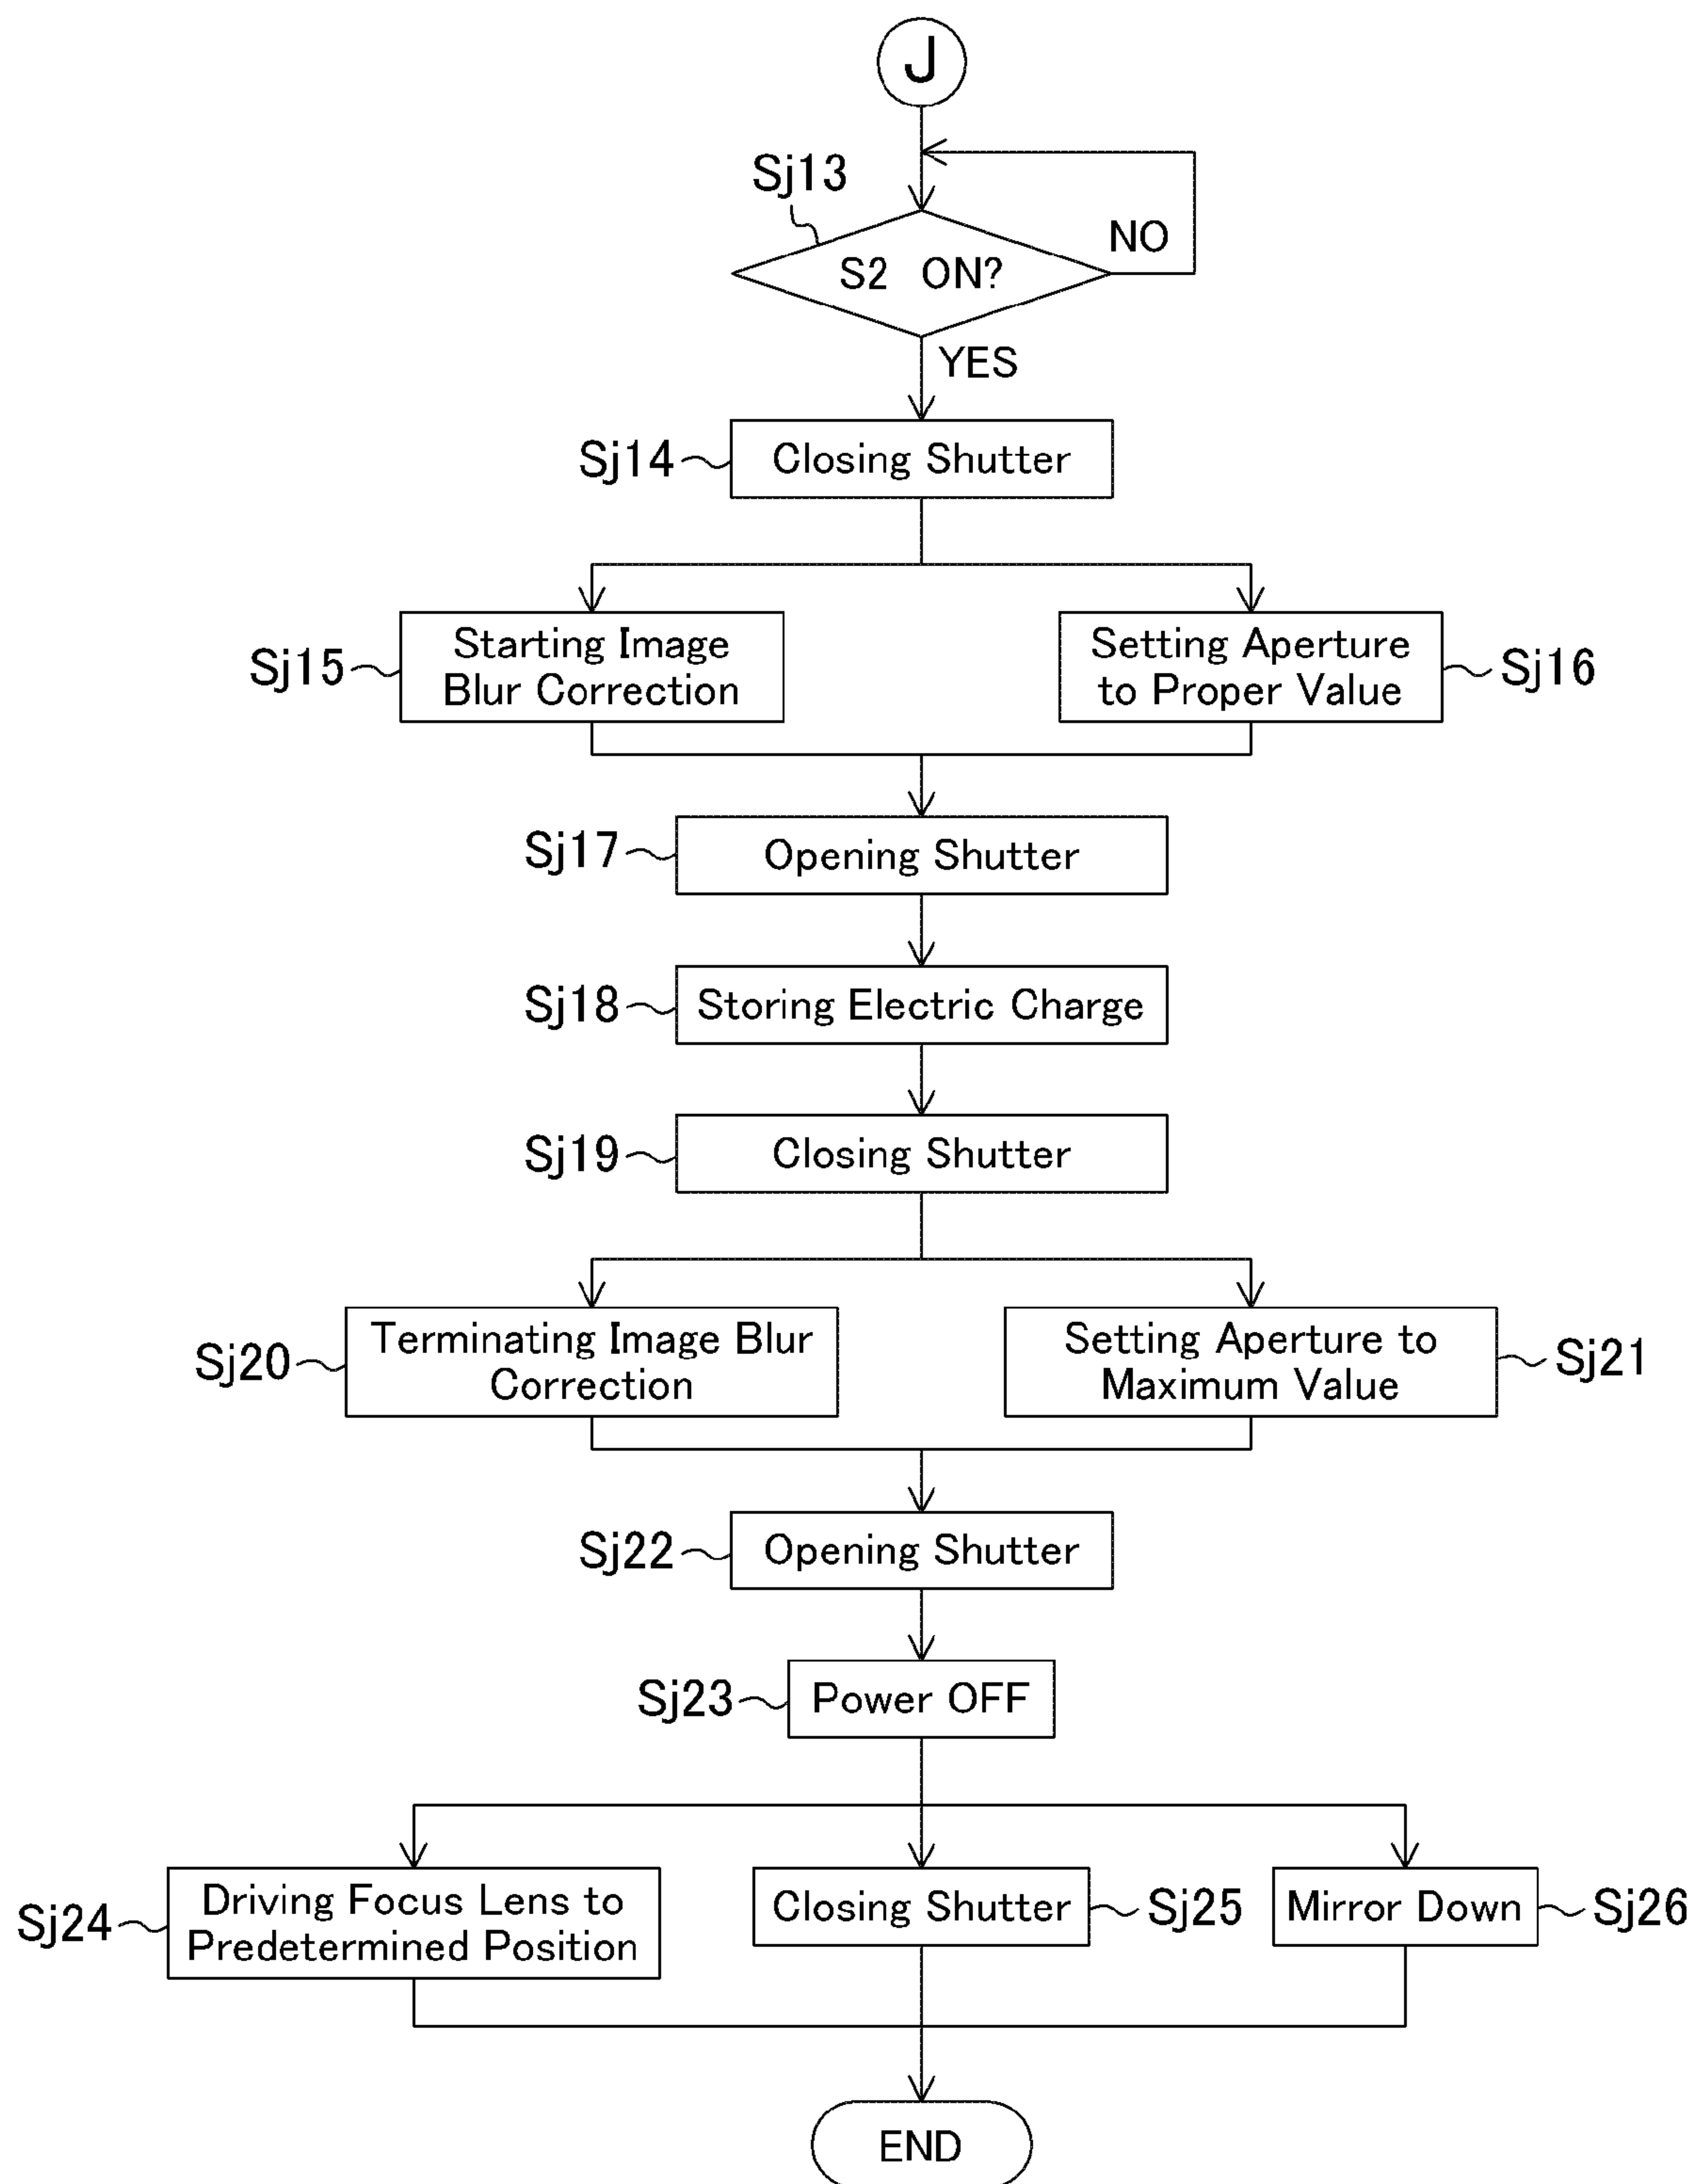 J
Sj13
NO
S2 ON?
YES
Sj14
Closing Shutter
Sj15
Starting Image
Blur Correction
Setting Aperture
to Proper Value
Sj16
Sj17
Opening Shutter
Sj18
Storing Electric Charge
Sj19
Closing Shutter
Sj20
Terminating Image Blur
Correction
Setting Aperture to
Maximum Value
Sj21
Sj22
Opening Shutter
Sj23
Power OFF
Sj24
Driving Focus Lens to
Predetermined Position
Closing Shutter
Sj25
Mirror Down
Sj26
END